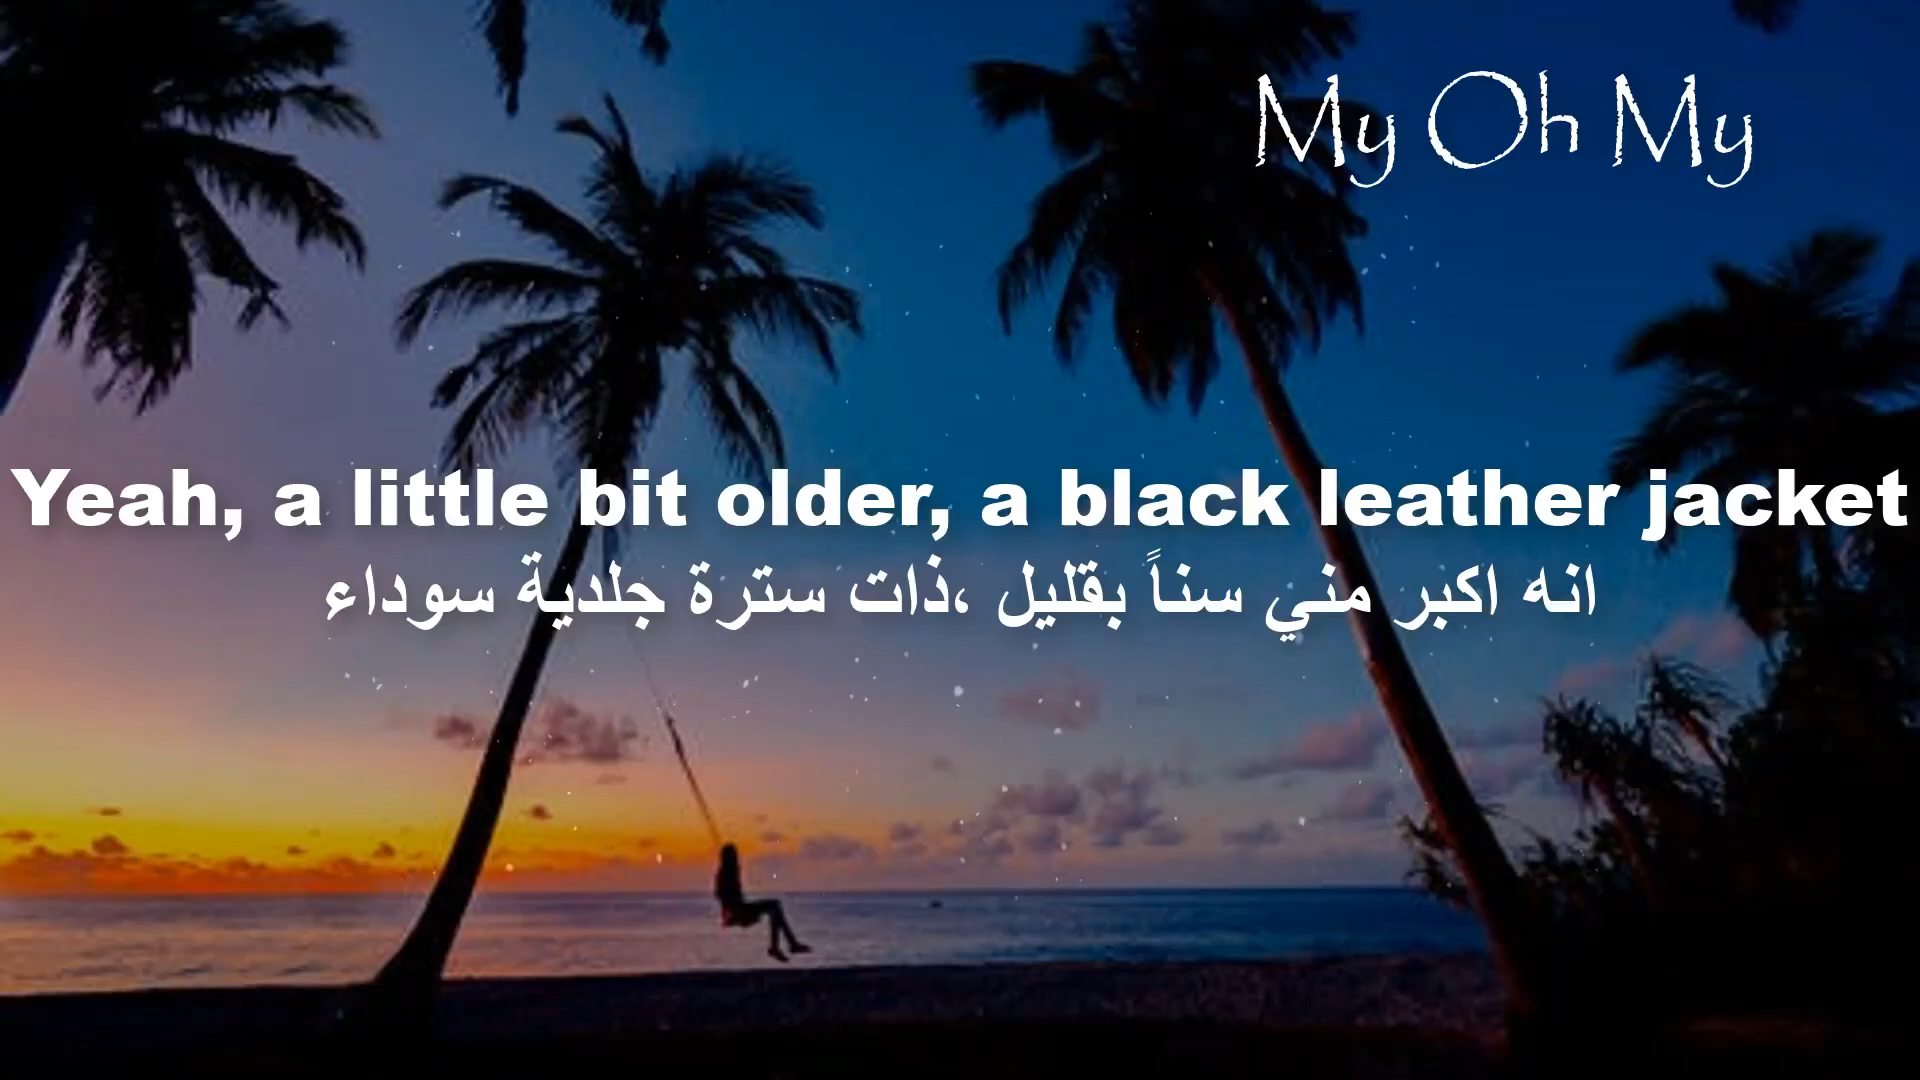 My Oh My
Yeah, a little bit older, a black leather jacket
انه اكبر مني سناً بقليل ،ذات سترة جلدية سوداء